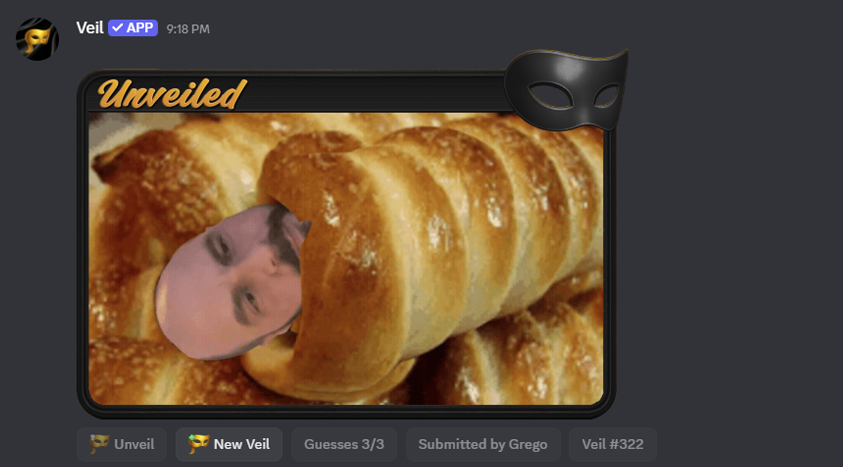 Veil ✓ APP 9:18 PM
Unveiled
Unveil New Veil Guesses 3/3 Submitted by Grego Veil #322